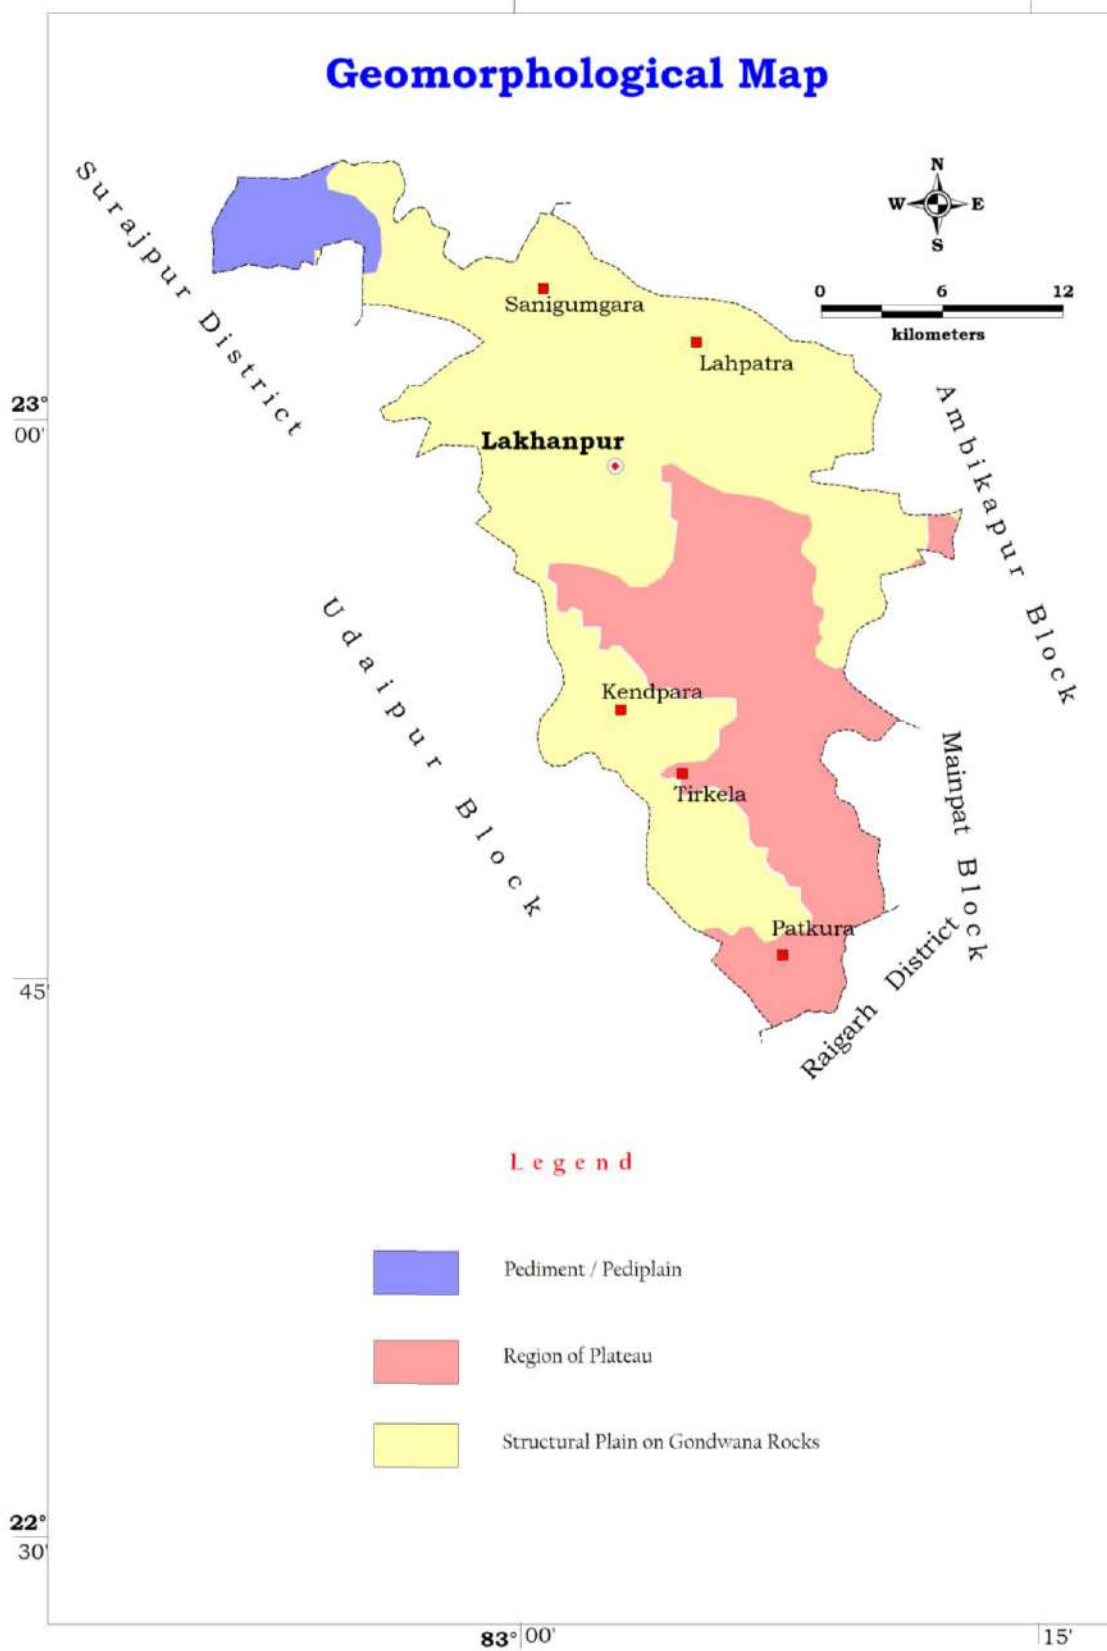 Geomorphological Map
N
W E
S
0 6 12
kilometers
Surajpur District
Sanigumgara
Lahpatra
23°
00'
Lakhanpur
Ambikapur Block
Udaipur Block
Kendpara
Tirkela
Mainpat Block
Patkura
Raigarh District
45'
Legend
Pediment / Pediplain
Region of Plateau
Structural Plain on Gondwana Rocks
22°
30'
83° 00' 15'